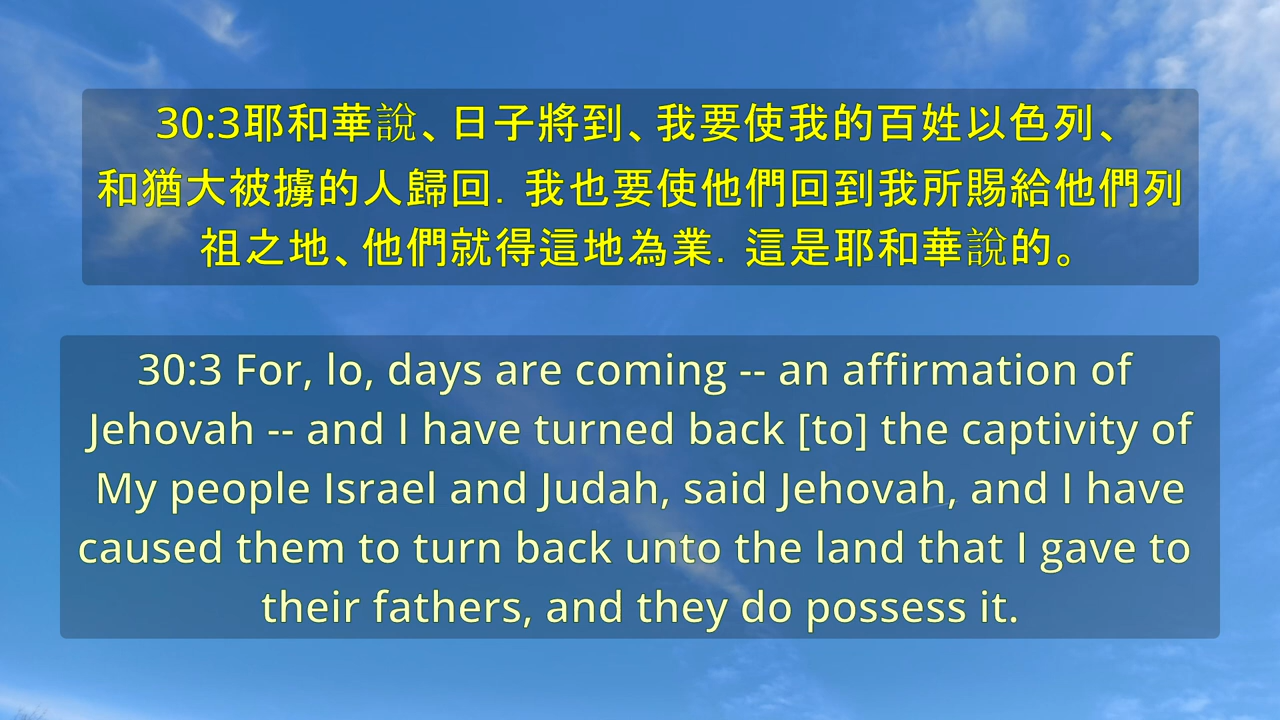 30:3耶和華說、日子將到、我要使我的百姓以色列、
和猶大被擄的人歸回．我也要使他們回到我所賜給他們列
祖之地、他們就得這地為業．這是耶和華說的。
30:3 For, lo, days are coming -- an affirmation of
Jehovah -- and I have turned back [to] the captivity of
My people Israel and Judah, said Jehovah, and I have
caused them to turn back unto the land that I gave to
their fathers, and they do possess it.